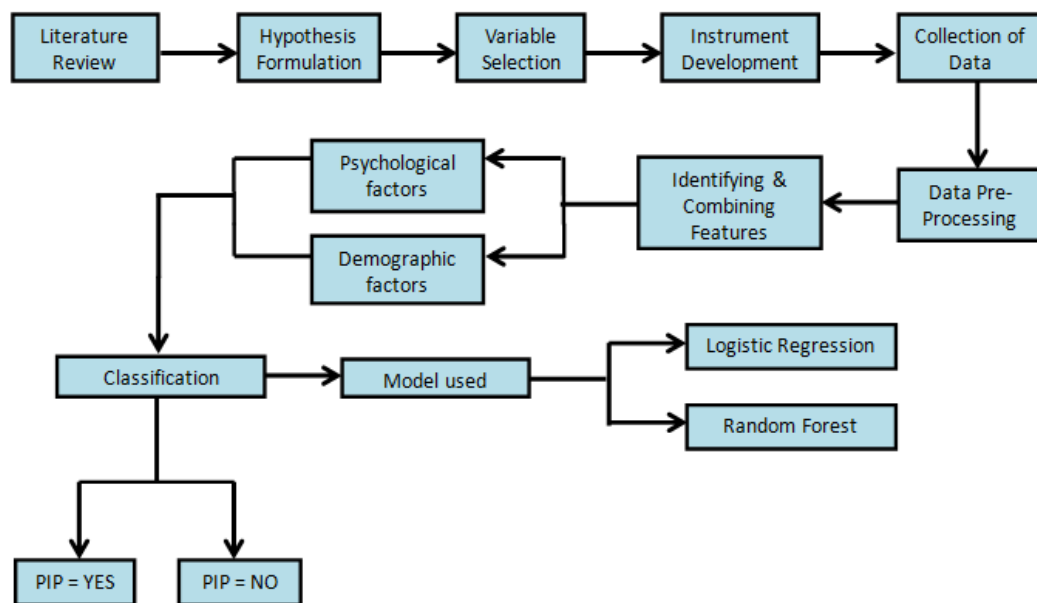 Literature
Review
Hypothesis
Formulation
Variable
Selection
Instrument
Development
Collection of
Data
Psychological
factors
Identifying &
Combining
Features
Data Pre-
Processing
Demographic
factors
Logistic Regression
Classification
Model used
Random Forest
PIP = YES
PIP = NO